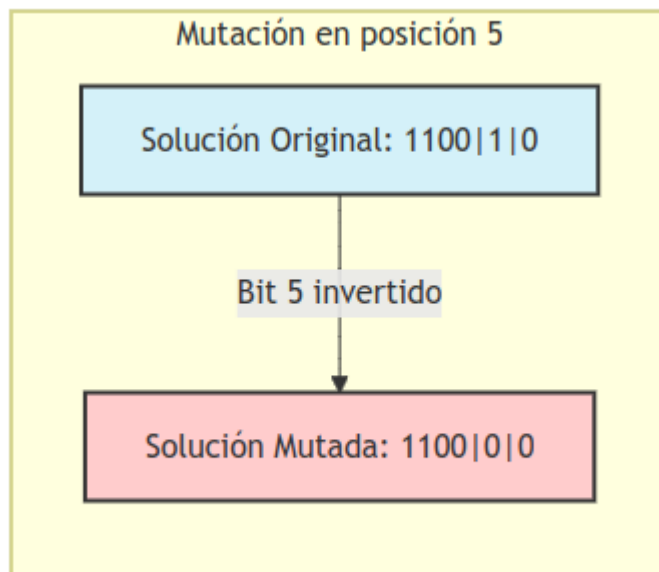 Mutación en posición 5
Solución Original: 1100|1|0
Bit 5 invertido
Solución Mutada: 1100|0|0